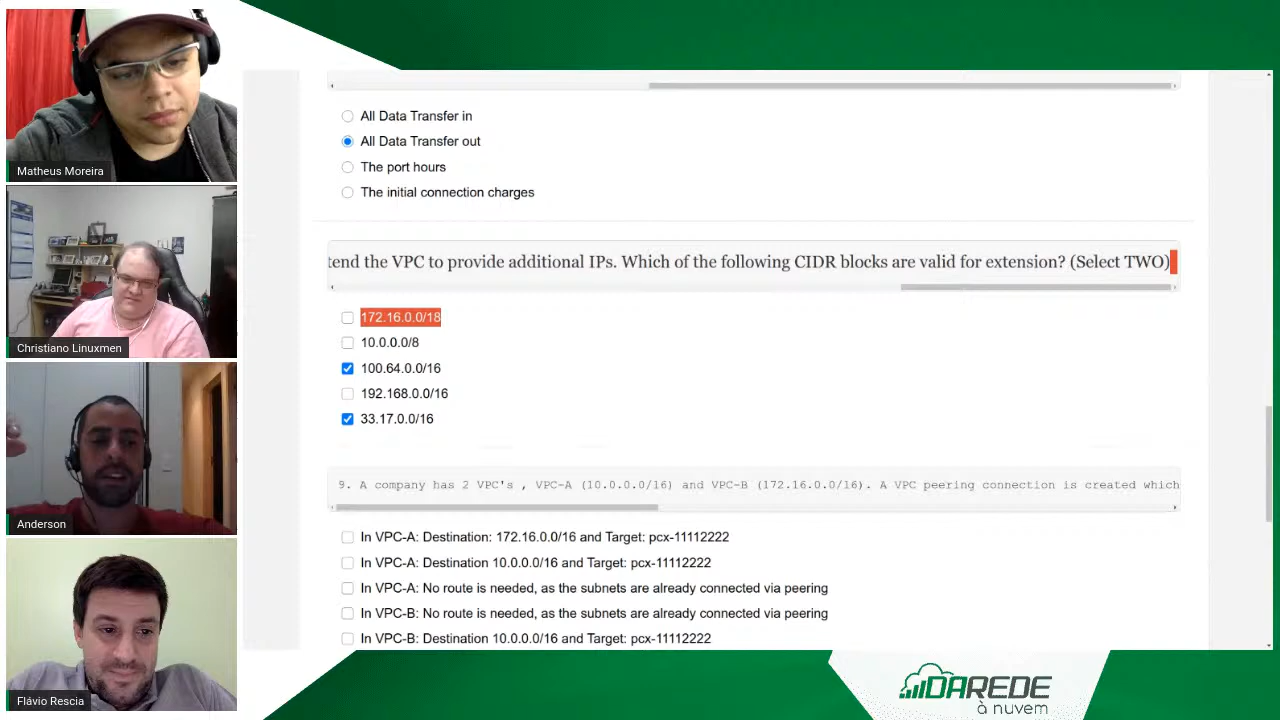 Matheus Moreira
Christiano Linuxmen
Anderson
Flávio Rescia
All Data Transfer in
All Data Transfer out
The port hours
The initial connection charges
tend the VPC to provide additional IPs. Which of the following CIDR blocks are valid for extension? (Select TWO)
172.16.0.0/18
10.0.0.0/8
100.64.0.0/16
192.168.0.0/16
33.17.0.0/16
9. A company has 2 VPC's , VPC-A (10.0.0.0/16) and VPC-B (172.16.0.0/16). A VPC peering connection is created which
In VPC-A: Destination: 172.16.0.0/16 and Target: pcx-11112222
In VPC-A: Destination 10.0.0.0/16 and Target: pcx-11112222
In VPC-A: No route is needed, as the subnets are already connected via peering
In VPC-B: No route is needed, as the subnets are already connected via peering
In VPC-B: Destination 10.0.0.0/16 and Target: pcx-11112222
DAREDE
à nuvem